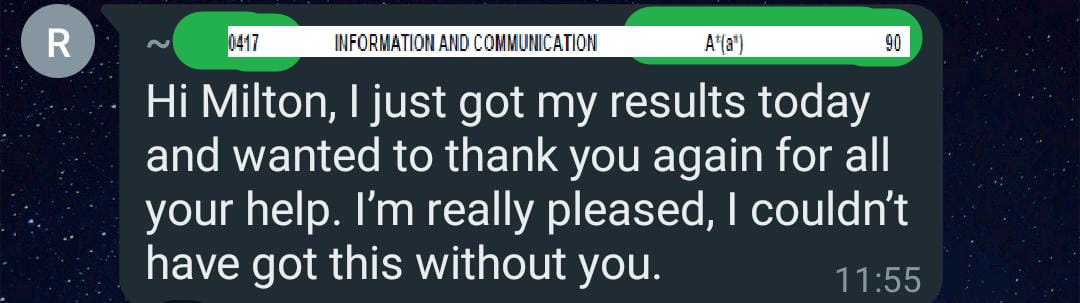 R
~
0417 INFORMATION AND COMMUNICATION A*(a*) 90
Hi Milton, I just got my results today
and wanted to thank you again for all
your help. I’m really pleased, I couldn’t
have got this without you.
11:55